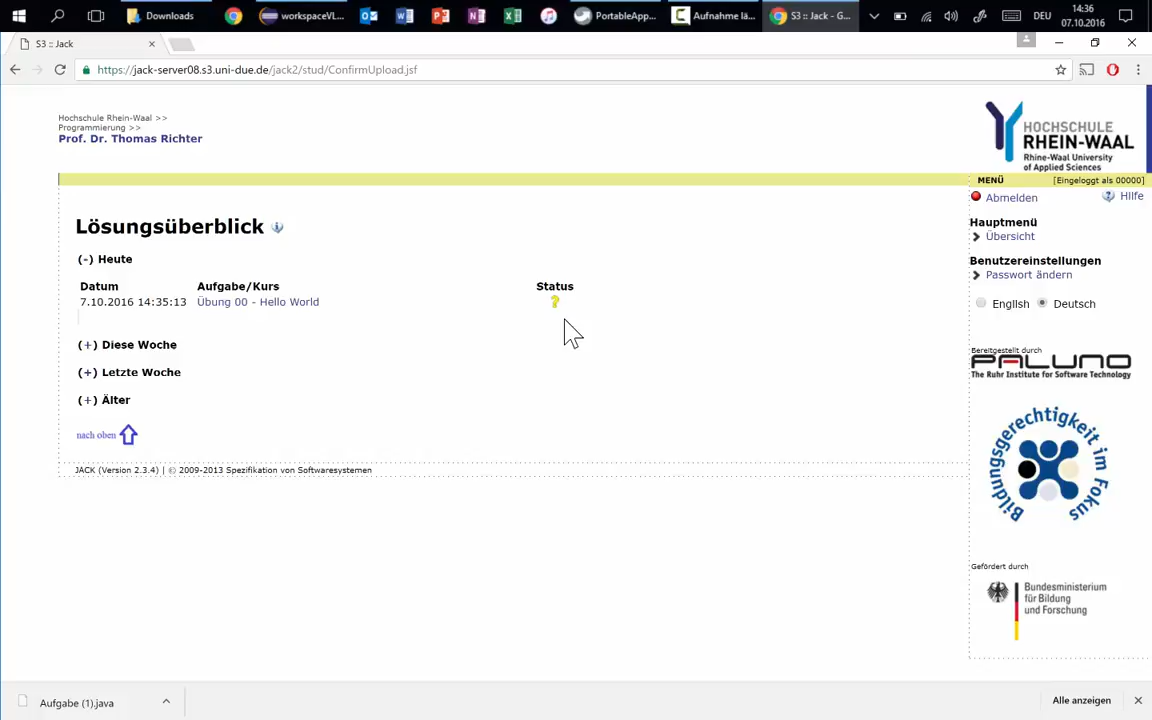 Downloads
workspaceVL...
PortableApp...
Aufnahme lä...
S3 :: Jack - G...
DEU
14:36
07.10.2016
S3 :: Jack
https://jack-server08.s3.uni-due.de/jack2/stud/ConfirmUpload.jsf
Hochschule Rhein-Waal >>
Programmierung >>
Prof. Dr. Thomas Richter
HOCHSCHULE
RHEIN-WAAL
Rhine-Waal University
of Applied Sciences
MENÜ [Eingeloggt als 00000]
Abmelden Hilfe
Hauptmenü
Übersicht
Benutzereinstellungen
Passwort ändern
English Deutsch
Lösungsüberblick
(-) Heute
Datum Aufgabe/Kurs Status
7.10.2016 14:35:13 Übung 00 - Hello World ?
(+) Diese Woche
(+) Letzte Woche
(+) Älter
nach oben
JACK (Version 2.3.4) | © 2009-2013 Spezifikation von Softwaresystemen
Bereitgestellt durch
PALUNO
The Ruhr Institute for Software Technology
Bildungsgerechtigkeit im Fokus
Gefördert durch
Bundesministerium
für Bildung
und Forschung
Aufgabe (1).java
Alle anzeigen